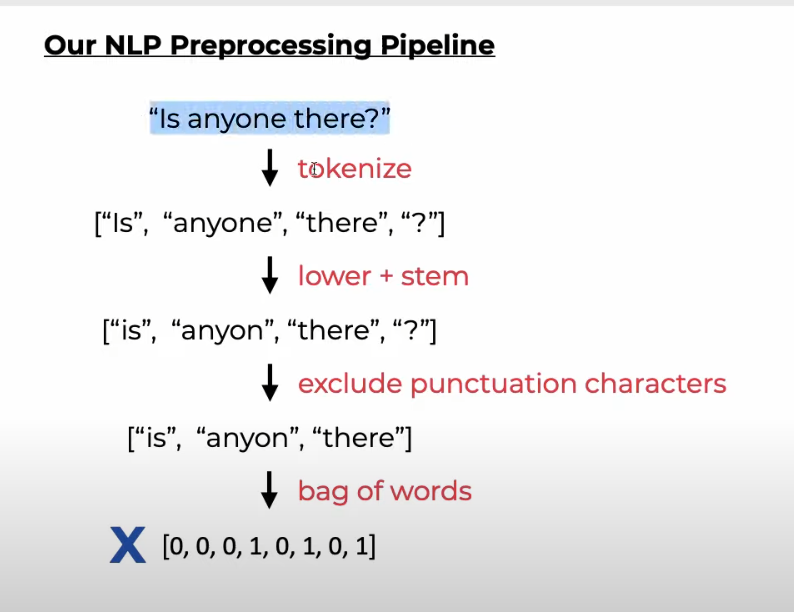 Our NLP Preprocessing Pipeline
“Is anyone there?”
tokenize
[“Is”, “anyone”, “there”, “?”]
lower + stem
[“is”, “anyon”, “there”, “?”]
exclude punctuation characters
[“is”, “anyon”, “there”]
bag of words
X [0, 0, 0, 1, 0, 1, 0, 1]